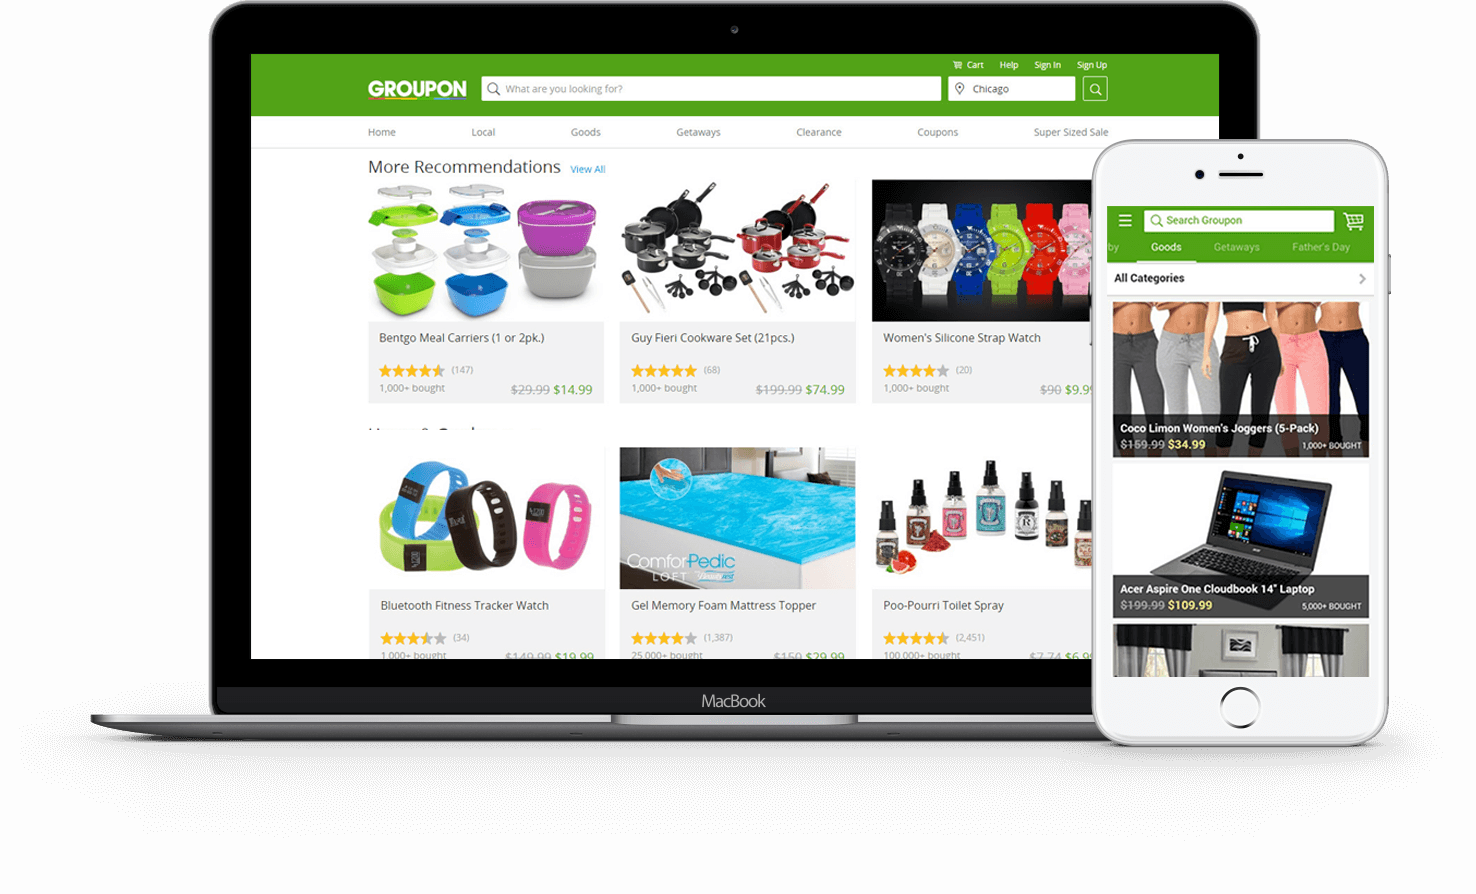 Cart Help Sign In Sign Up
GROUPON What are you looking for? Chicago
Home Local Goods Getaways Clearance Coupons Super Sized Sale
More Recommendations View All
Bentgo Meal Carriers (1 or 2pk.)
(147)
1,000+ bought $29.99 $14.99
Guy Fieri Cookware Set (21pcs.)
(68)
1,000+ bought $199.99 $74.99
Women's Silicone Strap Watch
(20)
1,000+ bought $90 $9.99
ComforPedic
LOFT
Bluetooth Fitness Tracker Watch
(34)
1,000+ bought $149.99 $19.99
Gel Memory Foam Mattress Topper
(1,387)
25,000+ bought $150 $29.99
Poo-Pourri Toilet Spray
(2,451)
100,000+ bought $7.74 $6.99
MacBook
Search Groupon
by Goods Getaways Father's Day
All Categories
Coco Limon Women's Joggers (5-Pack)
$159.99 $34.99 1,000+ BOUGHT
Acer Aspire One Cloudbook 14" Laptop
$199.99 $109.99 5,000+ BOUGHT